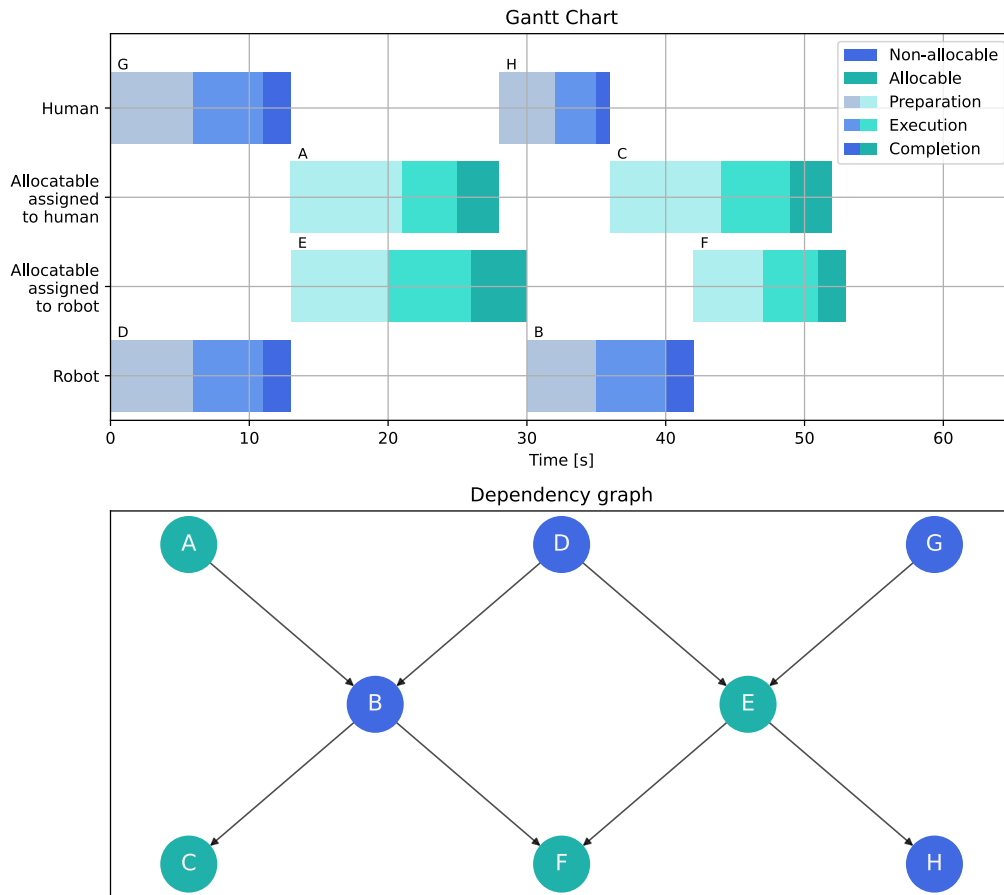 Gantt Chart
G
H
Non-allocable
Allocable
Preparation
Execution
Completion
Human
A
C
Allocatable
assigned
to human
E
F
Allocatable
assigned
to robot
D
B
Robot
0 10 20 30 40 50 60
Time [s]
Dependency graph
A D G
B E
C F H